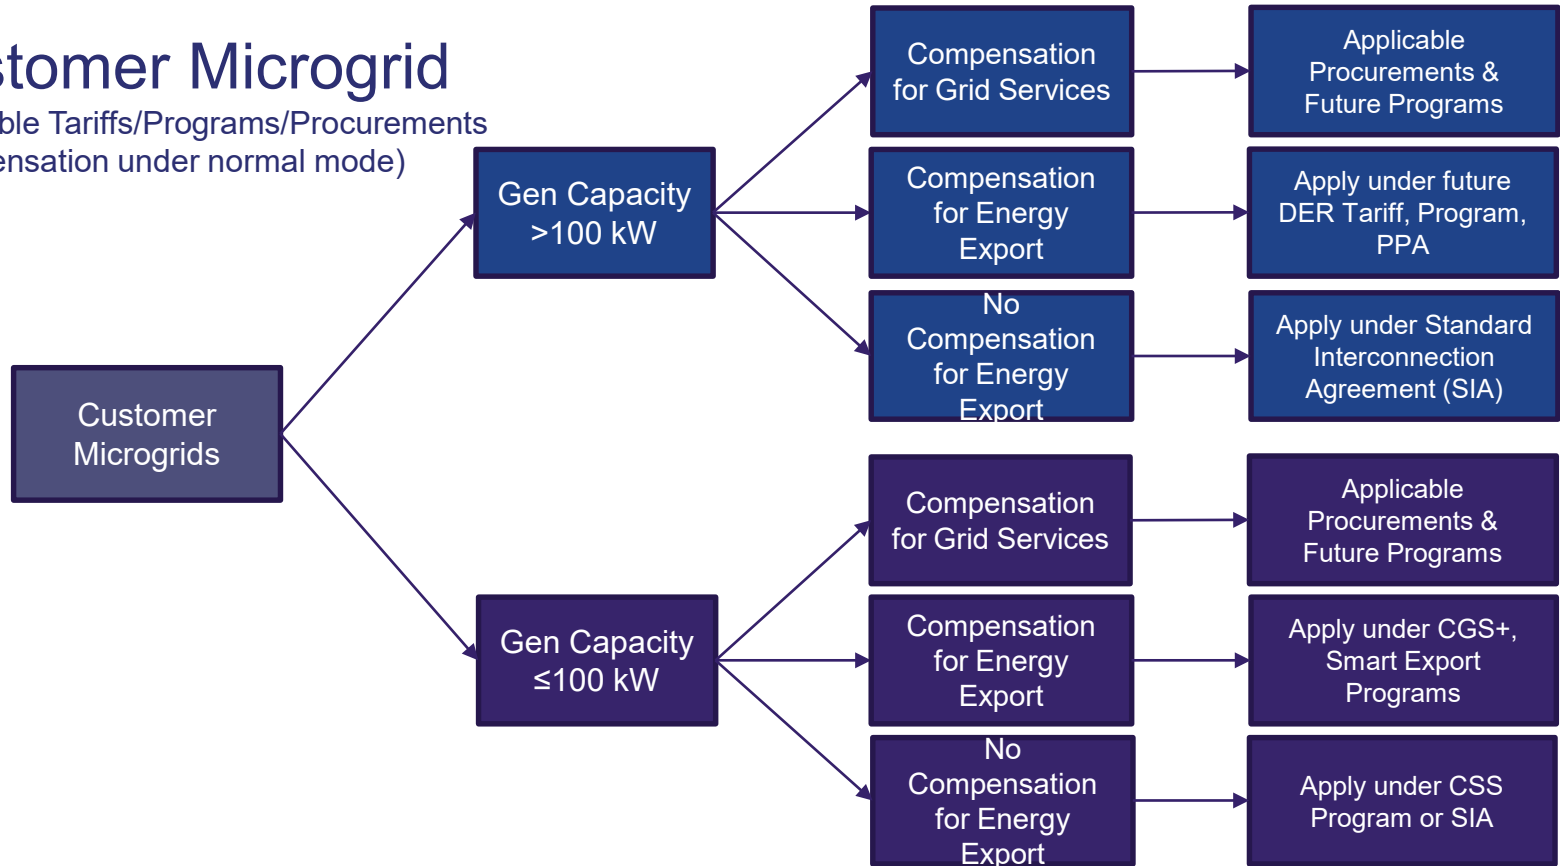 stomer Microgrid
ble Tariffs/Programs/Procurements
ensation under normal mode)
Customer
Microgrids
Gen Capacity
>100 kW
Compensation
for Grid Services
Applicable
Procurements &
Future Programs
Compensation
for Energy
Export
Apply under future
DER Tariff, Program,
PPA
No
Compensation
for Energy
Export
Apply under Standard
Interconnection
Agreement (SIA)
Gen Capacity
≤100 kW
Compensation
for Grid Services
Applicable
Procurements &
Future Programs
Compensation
for Energy
Export
Apply under CGS+,
Smart Export
Programs
No
Compensation
for Energy
Export
Apply under CSS
Program or SIA